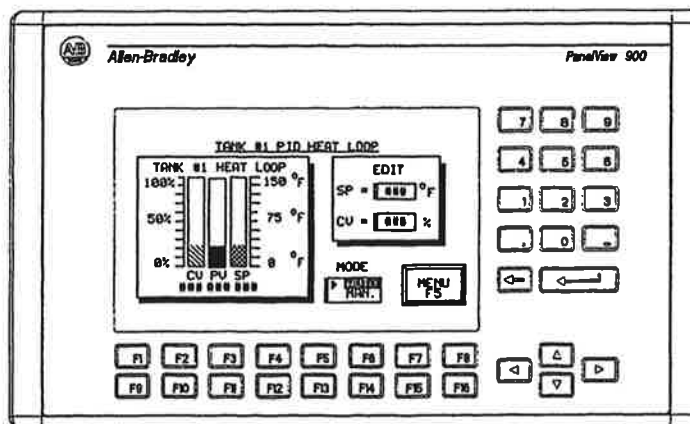 A·B
Allen-Bradley
PanelView 900
TANK #1 PID HEAT LOOP
TANK #1 HEAT LOOP
100% 150 °F
50% 75 °F
0% 0 °F
CV PV SP
### ### ###
EDIT
SP = ### °F
CV = ### %
MODE
MAN.
MENU
F5
7 8 9
4 5 6
1 2 3
. 0 -
F1 F2 F3 F4 F5 F6 F7 F8
F9 F10 F11 F12 F13 F14 F15 F16